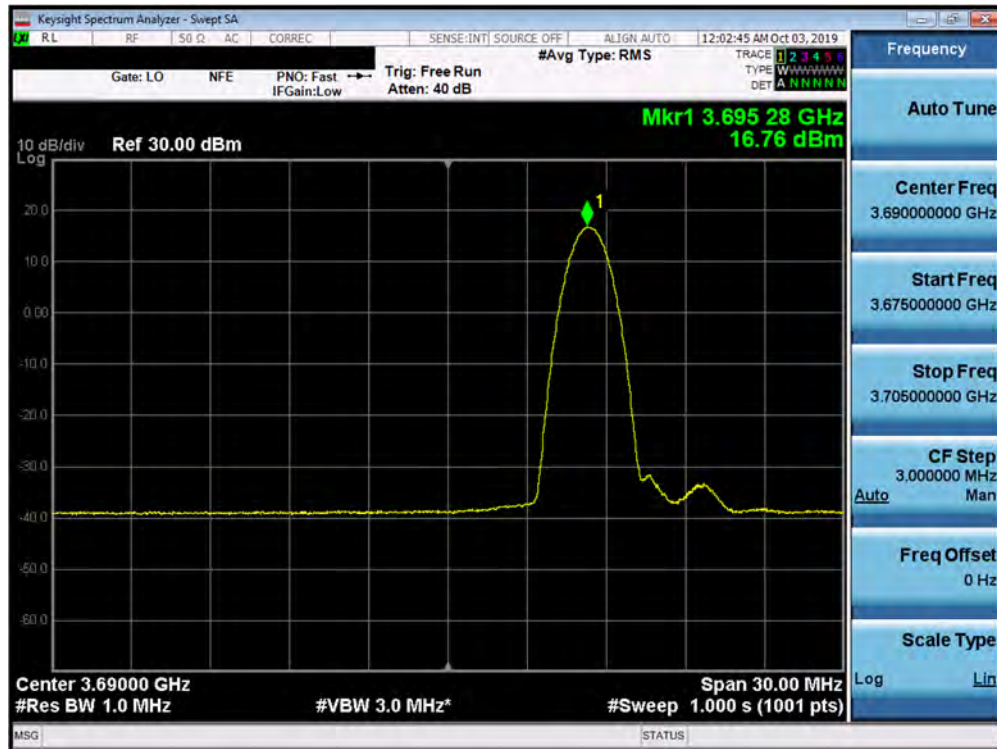 Keysight Spectrum Analyzer - Swept SA
LXI RL RF 50 Ω AC CORREC SENSE:INT SOURCE OFF ALIGN AUTO 12:02:45 AM Oct 03, 2019
#Avg Type: RMS
TRACE 1 2 3 4 5 6
TYPE W
DET A N N N N N
Gate: LO NFE PNO: Fast Trig: Free Run
IFGain:Low Atten: 40 dB
Mkr1 3.695 28 GHz
16.76 dBm
10 dB/div Ref 30.00 dBm
Log
1
20.0
10.0
0.00
-10.0
-20.0
-30.0
-40.0
-50.0
-60.0
Center 3.69000 GHz Span 30.00 MHz
#Res BW 1.0 MHz #VBW 3.0 MHz* #Sweep 1.000 s (1001 pts)
MSG STATUS
Frequency
Auto Tune
Center Freq
3.690000000 GHz
Start Freq
3.675000000 GHz
Stop Freq
3.705000000 GHz
CF Step
3.000000 MHz
Auto Man
Freq Offset
0 Hz
Scale Type
Log Lin